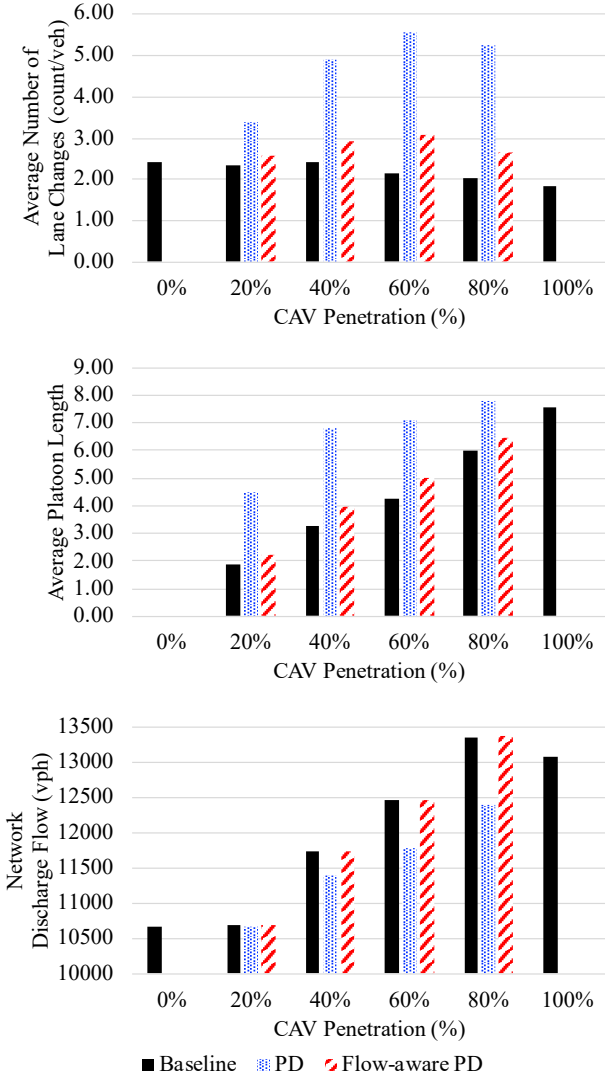 Average Number of
Lane Changes (count/veh)
6.00
5.00
4.00
3.00
2.00
1.00
0.00
0% 20% 40% 60% 80% 100%
CAV Penetration (%)
Average Platoon Length
9.00
8.00
7.00
6.00
5.00
4.00
3.00
2.00
1.00
0.00
0% 20% 40% 60% 80% 100%
CAV Penetration (%)
Network
Discharge Flow (vph)
13500
13000
12500
12000
11500
11000
10500
10000
0% 20% 40% 60% 80% 100%
CAV Penetration (%)
Baseline PD Flow-aware PD